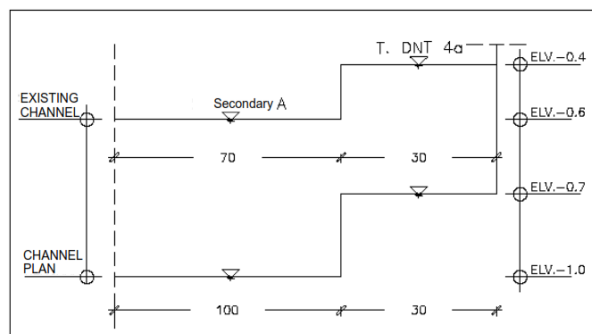 T. DNT 4a
ELV.-0.4
EXISTING
CHANNEL
Secondary A
ELV.-0.6
70
30
ELV.-0.7
CHANNEL
PLAN
ELV.-1.0
100
30